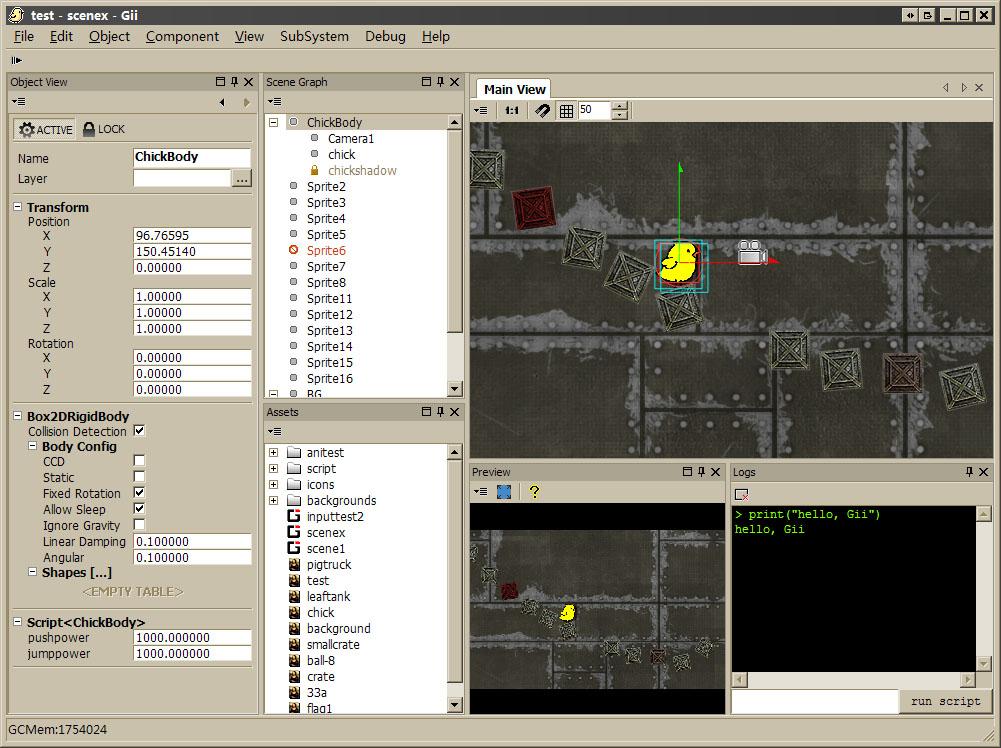 test - scenex - Gii
File Edit Object Component View SubSystem Debug Help
Object View
ACTIVE LOCK
Name ChickBody
Layer ...
Transform
Position
X 96.76595
Y 150.45140
Z 0.00000
Scale
X 1.00000
Y 1.00000
Z 1.00000
Rotation
X 0.00000
Y 0.00000
Z 0.00000
Box2DRigidBody
Collision Detection
Body Config
CCD
Static
Fixed Rotation
Allow Sleep
Ignore Gravity
Linear Damping 0.100000
Angular 0.100000
Shapes [...]
<EMPTY TABLE>
Script<ChickBody>
pushpower 1000.000000
jumppower 1000.000000
Scene Graph
ChickBody
Camera1
chick
chickshadow
Sprite2
Sprite3
Sprite4
Sprite5
Sprite6
Sprite7
Sprite8
Sprite11
Sprite12
Sprite13
Sprite14
Sprite15
Sprite16
BG
Assets
anitest
script
icons
backgrounds
inputtest2
scenex
scene1
pigtruck
test
leaftank
chick
background
smallcrate
ball-8
crate
33a
flag1
Main View
1:1 50
Preview
?
Logs
> print("hello, Gii")
hello, Gii
run script
GCMem:1754024